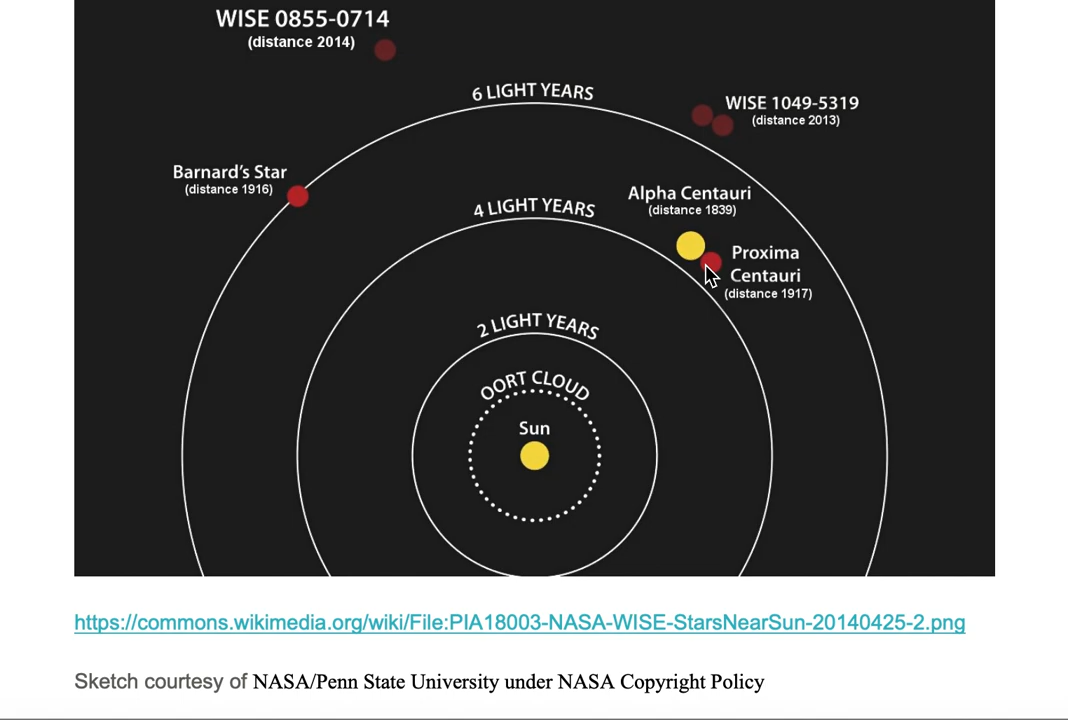 WISE 0855-0714
(distance 2014)
6 LIGHT YEARS
WISE 1049-5319
(distance 2013)
Barnard's Star
(distance 1916)
Alpha Centauri
(distance 1839)
4 LIGHT YEARS
Proxima
Centauri
(distance 1917)
2 LIGHT YEARS
OORT CLOUD
Sun
https://commons.wikimedia.org/wiki/File:PIA18003-NASA-WISE-StarsNearSun-20140425-2.png
Sketch courtesy of NASA/Penn State University under NASA Copyright Policy